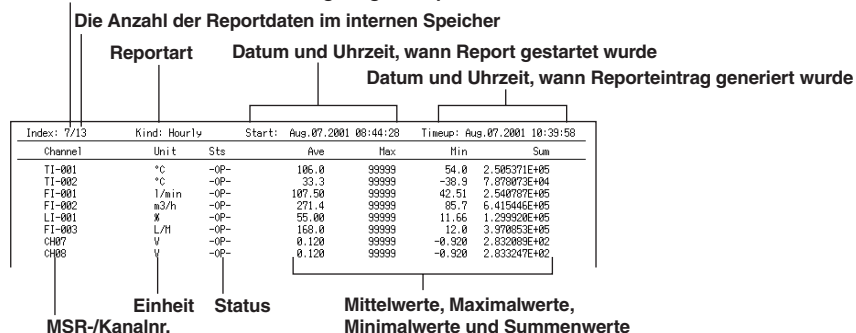 Die Anzahl der Reportdaten im internen Speicher
Reportart Datum und Uhrzeit, wann Report gestartet wurde
Datum und Uhrzeit, wann Reporteintrag generiert wurde
Index: 7/13 Kind: Hourly Start: Aug.07.2001 08:44:28 Timeup: Aug.07.2001 10:39:58
Channel Unit Sts Ave Max Min Sum
TI-001 °C -OP- 106.0 99999 54.0 2.505371E+05
TI-002 °C -OP- 33.3 99999 -38.9 7.878073E+04
FI-001 l/min -OP- 107.50 99999 42.51 2.540787E+05
FI-002 m3/h -OP- 271.4 99999 85.7 6.415446E+05
LI-001 % -OP- 55.00 99999 11.66 1.299920E+05
FI-003 L/M -OP- 168.0 99999 12.0 3.970853E+05
CH07 V -OP- 0.120 99999 -0.920 2.832089E+02
CH08 V -OP- 0.120 99999 -0.920 2.833247E+02
Einheit Status Mittelwerte, Maximalwerte,
MSR-/Kanalnr. Minimalwerte und Summenwerte